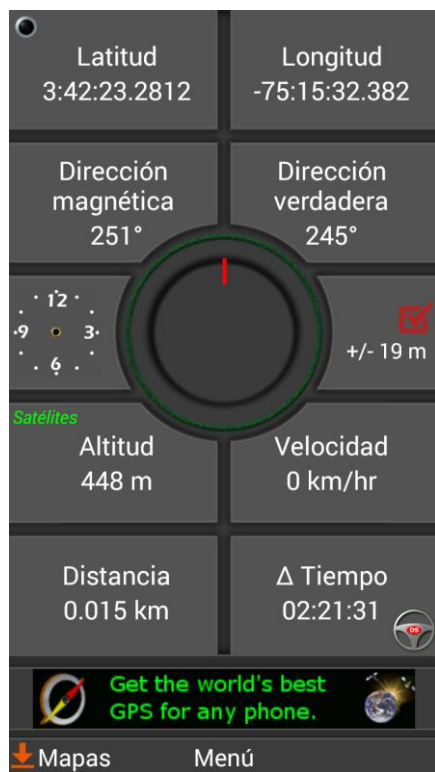 Latitud
3:42:23.2812
Longitud
-75:15:32.382
Dirección
magnética
251°
Dirección
verdadera
245°
12
9
3
6
+/- 19 m
Satélites
Altitud
448 m
Velocidad
0 km/hr
Distancia
0.015 km
Δ Tiempo
02:21:31
DS
Get the world's best
GPS for any phone.
Mapas
Menú